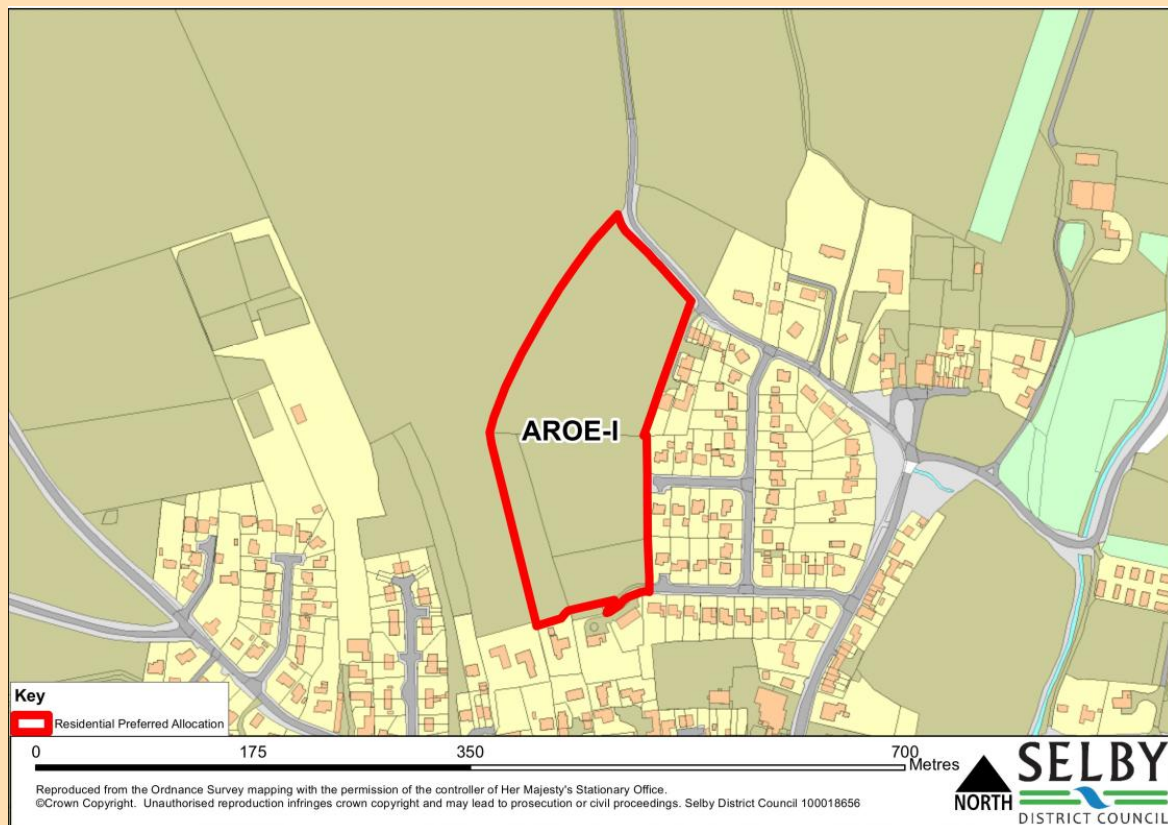 AROE-I
Key
Residential Preferred Allocation
0 175 350 700
Metres
Reproduced from the Ordnance Survey mapping with the permission of the controller of Her Majesty's Stationary Office.
©Crown Copyright. Unauthorised reproduction infringes crown copyright and may lead to prosecution or civil proceedings. Selby District Council 100018656
NORTH
SELBY
DISTRICT COUNCIL